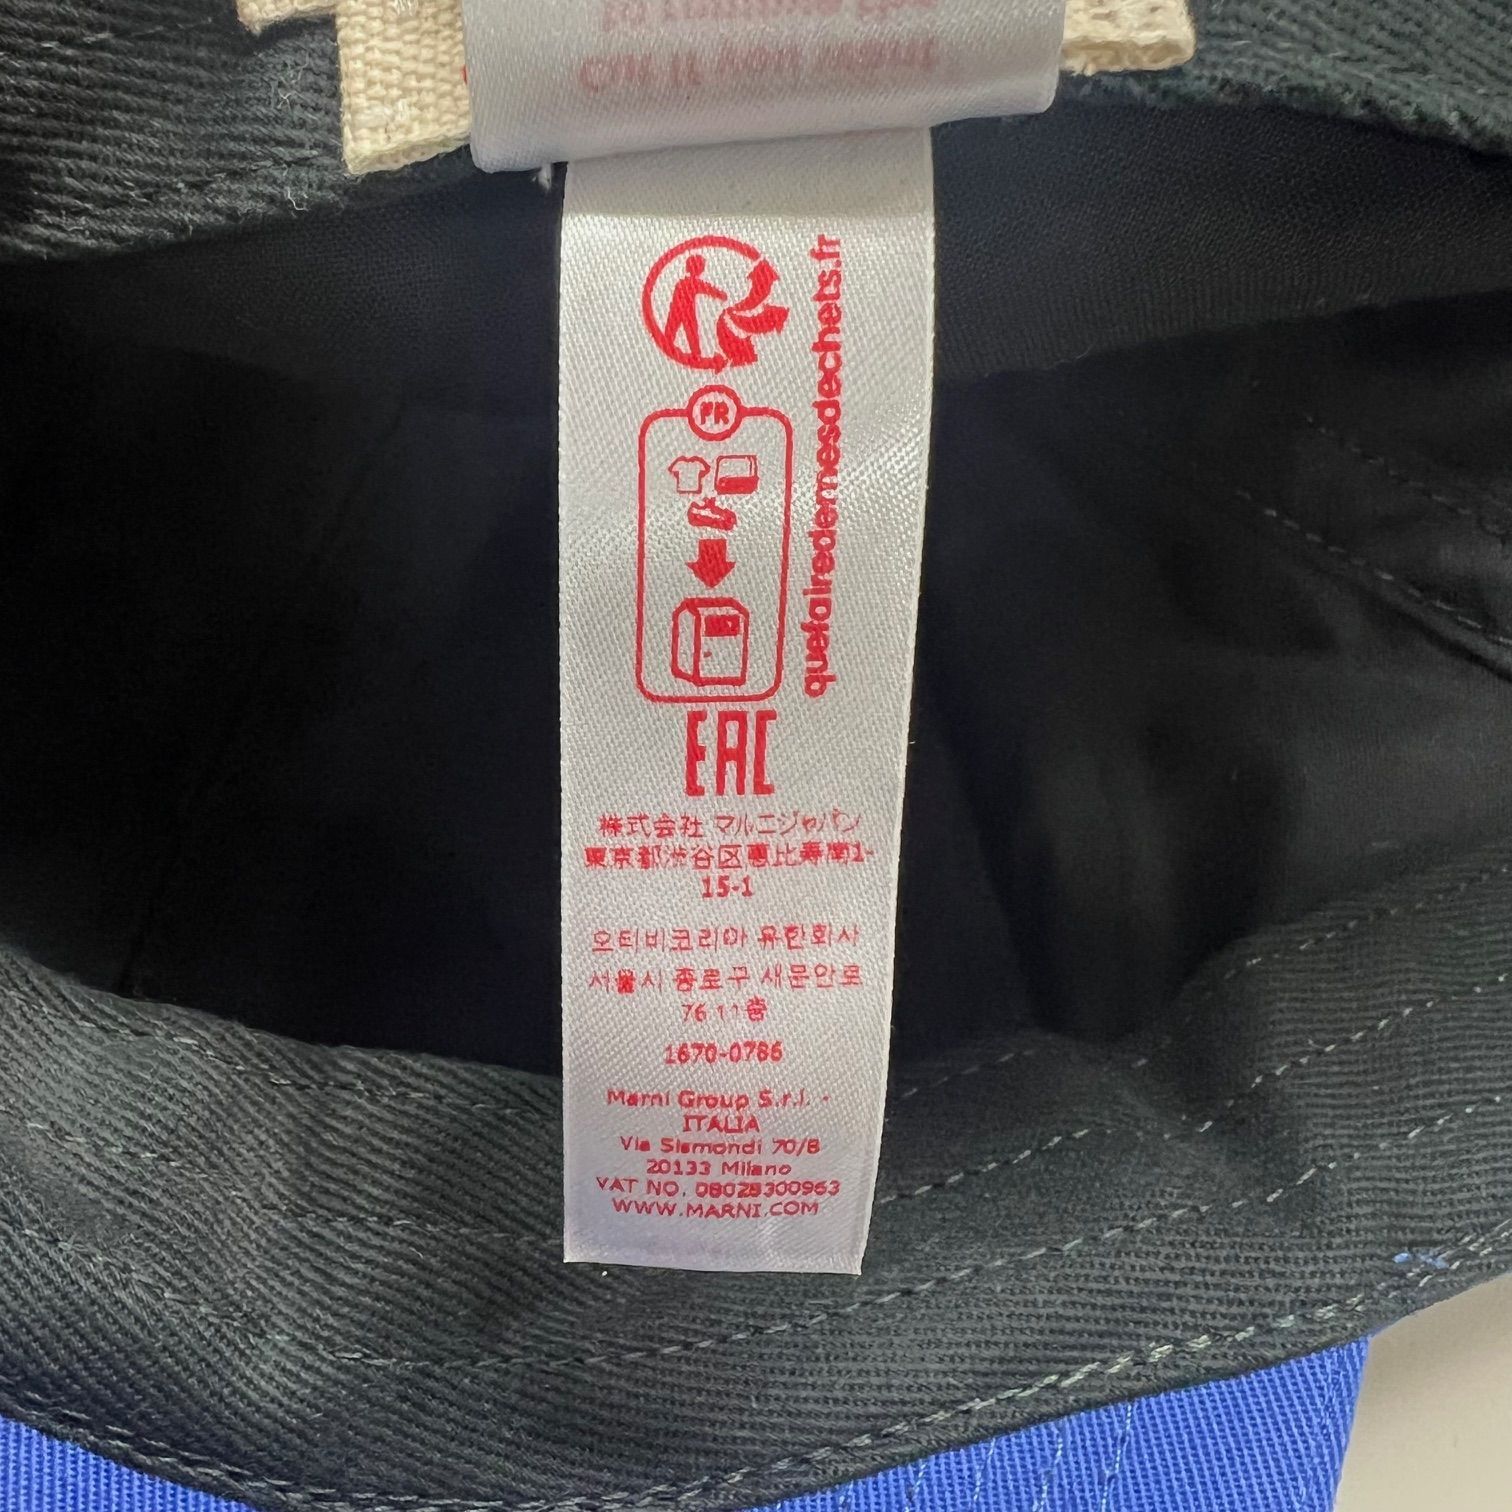 FR
quefairedemesdechets.fr
EAC
株式会社 マルニジャパン
東京都渋谷区恵比寿南1-
15-1
오티비코리아 유한회사
서울시 종로구 새문안로
76 11층
1670-0786
Marni Group S.r.l. -
ITALIA
Via Sismondi 70/B
20133 Milano
VAT NO. 08028300963
WWW.MARNI.COM